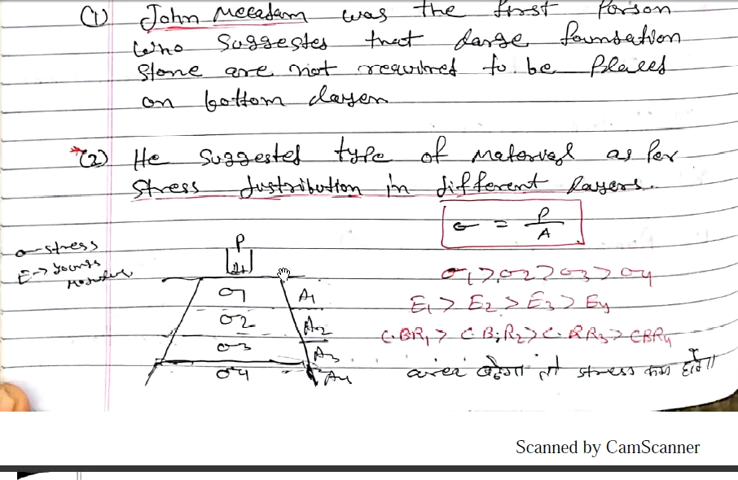 (1) John Mecadam was the first Person
Who Suggested that large foundation
Stone are not required to be Placed
on bottom layer
*(2) He Suggested type of Material as Per
Stress distribution in different layers.
σ = P/A
σ → stress
E → Youngs Modulus
P
σ1 A1
σ2 A2
σ3 A3
σ4 A4
σ1 > σ2 > σ3 > σ4
E1 > E2 > E3 > E4
CBR1 > CBR2 > CBR3 > CBR4
बढ़ेगा तो stress कम होगा
Scanned by CamScanner